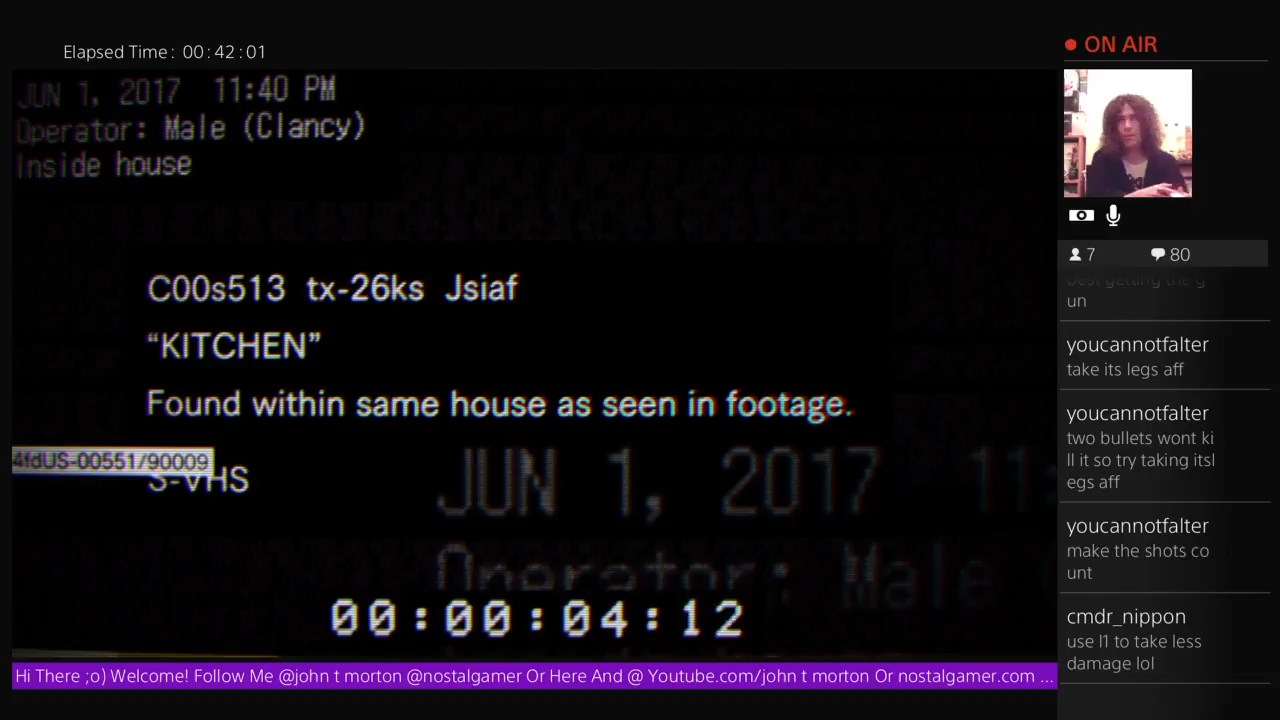 Elapsed Time: 00:42:01
ON AIR
JUN 1, 2017 11:40 PM
Operator: Male (Clancy)
Inside house
C00s513 tx-26ks Jsiaf
“KITCHEN”
Found within same house as seen in footage.
4fdUS-00551/90009
S-VHS
JUN 1, 2017 11:
Operator: Male
00:00:04:12
Hi There ;o) Welcome! Follow Me @john t morton @nostalgamer Or Here And @ Youtube.com/john t morton Or nostalgamer.com ...
7
80
best getting the g
un
youcannotfalter
take its legs aff
youcannotfalter
two bullets wont ki
ll it so try taking itsl
egs aff
youcannotfalter
make the shots co
unt
cmdr_nippon
use l1 to take less
damage lol